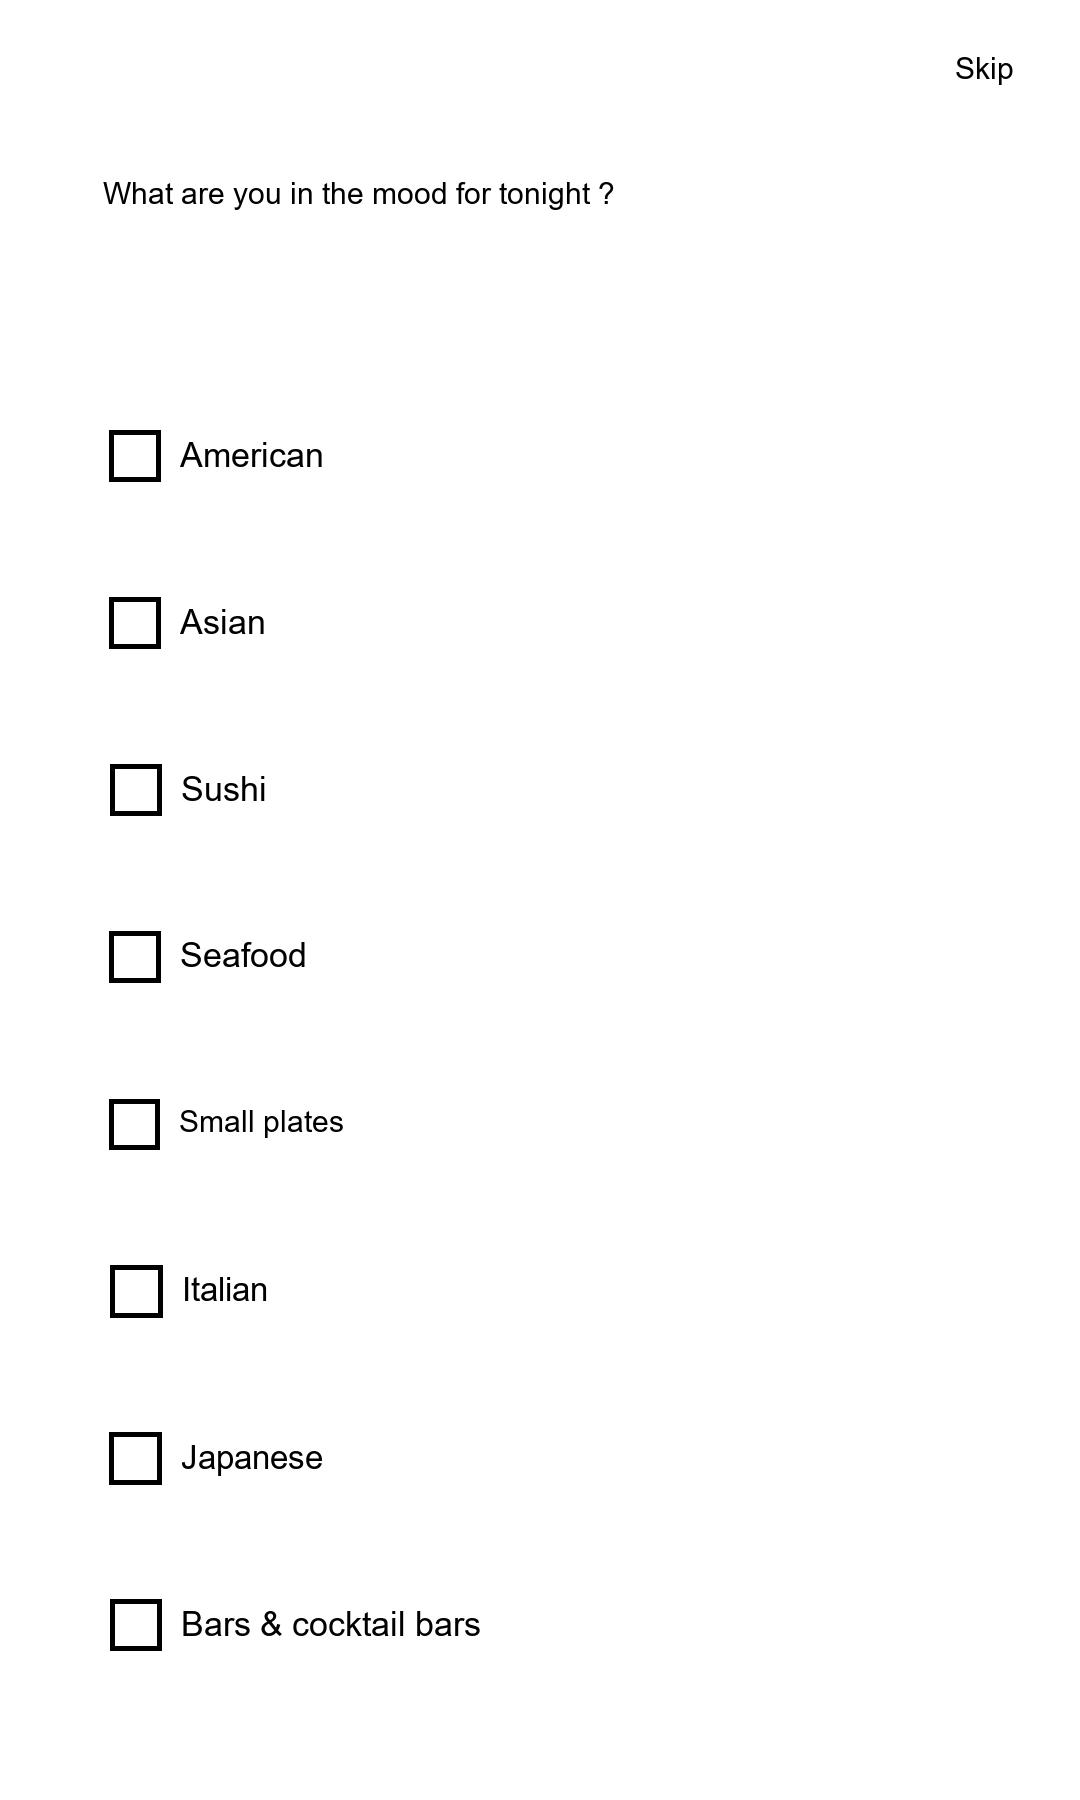 Skip
What are you in the mood for tonight ?
American
Asian
Sushi
Seafood
Small plates
Italian
Japanese
Bars & cocktail bars